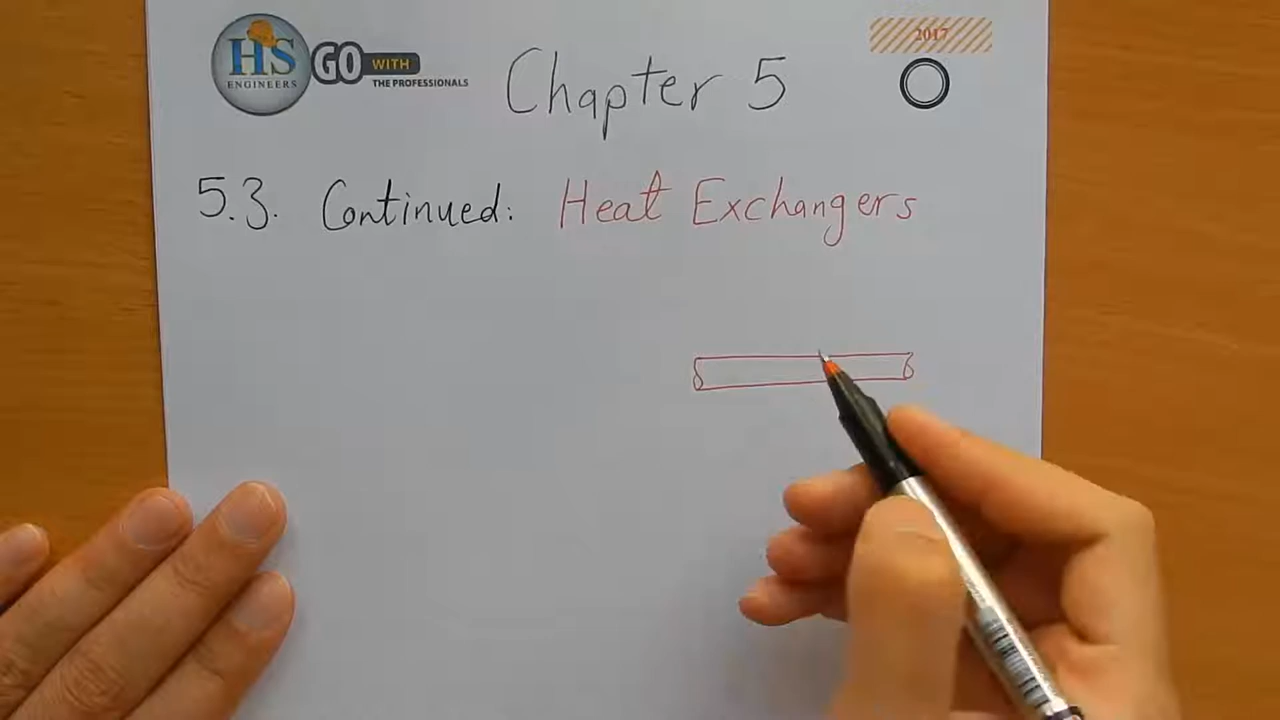 HS
ENGINEERS
GO WITH
THE PROFESSIONALS
Chapter 5
2017
5.3. Continued: Heat Exchangers